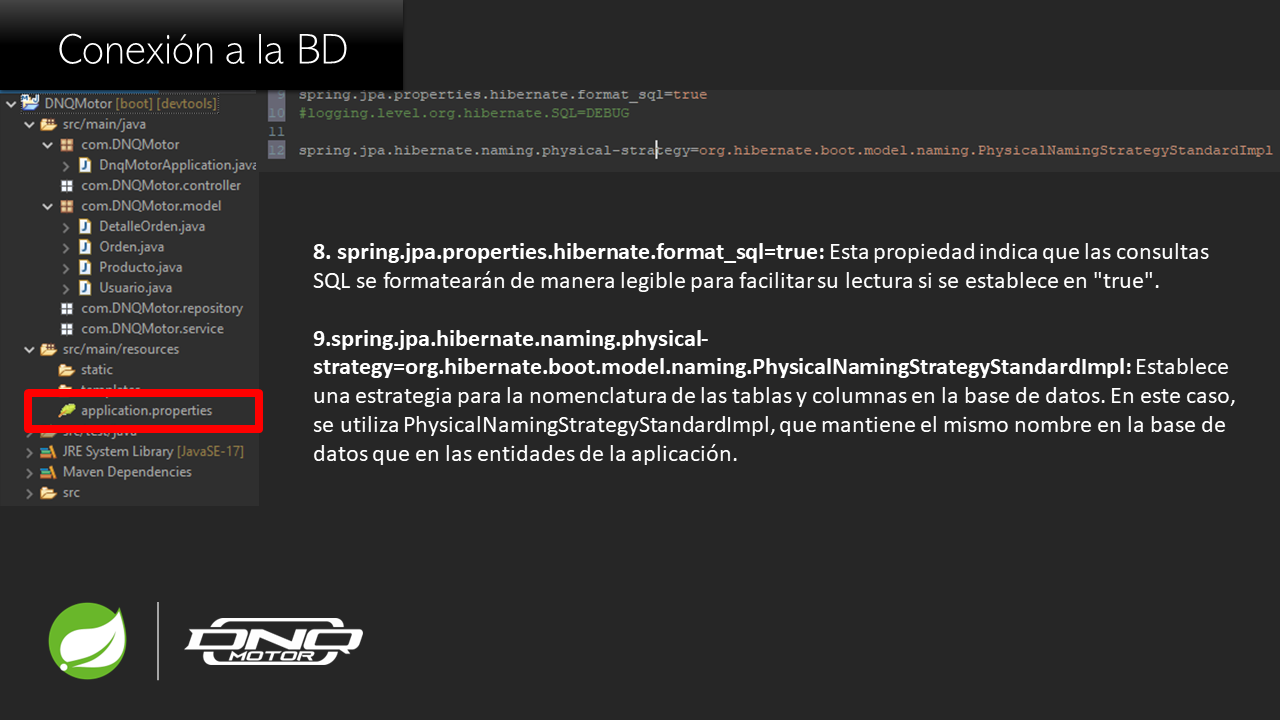 Conexión a la BD
DNQMotor [boot] [devtools]
src/main/java
com.DNQMotor
DnqMotorApplication.java
com.DNQMotor.controller
com.DNQMotor.model
DetalleOrden.java
Orden.java
Producto.java
Usuario.java
com.DNQMotor.repository
com.DNQMotor.service
src/main/resources
static
templates
application.properties
src/test/java
JRE System Library [JavaSE-17]
Maven Dependencies
src
9 spring.jpa.properties.hibernate.format_sql=true
10 #logging.level.org.hibernate.SQL=DEBUG
11
12 spring.jpa.hibernate.naming.physical-strategy=org.hibernate.boot.model.naming.PhysicalNamingStrategyStandardImpl
8. spring.jpa.properties.hibernate.format_sql=true: Esta propiedad indica que las consultas
SQL se formatearán de manera legible para facilitar su lectura si se establece en "true".
9.spring.jpa.hibernate.naming.physical-
strategy=org.hibernate.boot.model.naming.PhysicalNamingStrategyStandardImpl: Establece
una estrategia para la nomenclatura de las tablas y columnas en la base de datos. En este caso,
se utiliza PhysicalNamingStrategyStandardImpl, que mantiene el mismo nombre en la base de
datos que en las entidades de la aplicación.
DNQ
MOTOR